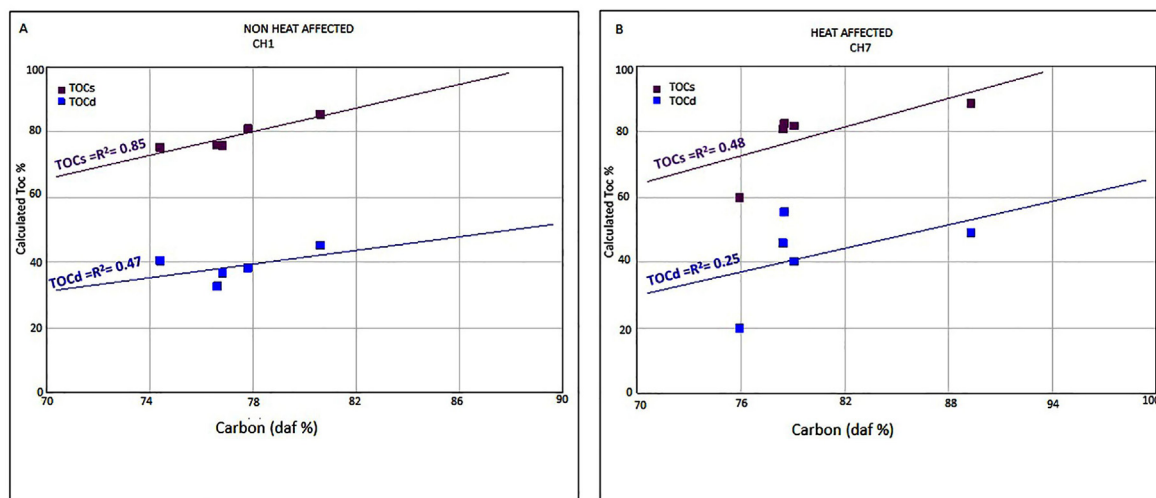 A
NON HEAT AFFECTED
CH1
100
80
60
40
20
0
Calculated Toc %
TOCs
TOCd
TOCs =R²= 0.85
TOCd =R²= 0.47
70 74 78 82 86 90
Carbon (daf %)
B
HEAT AFFECTED
CH7
100
80
60
40
20
0
Calculated Toc %
TOCs
TOCd
TOCs =R²= 0.48
TOCd =R²= 0.25
70 76 82 88 94 100
Carbon (daf %)